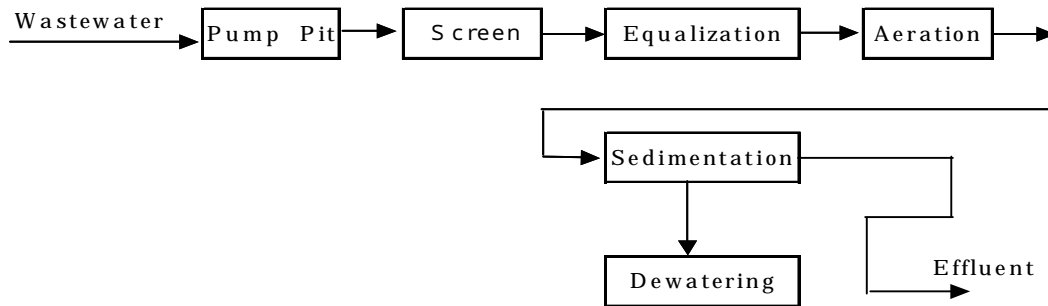 Wastewater
Pump Pit
Screen
Equalization
Aeration
Sedimentation
Dewatering
Effluent